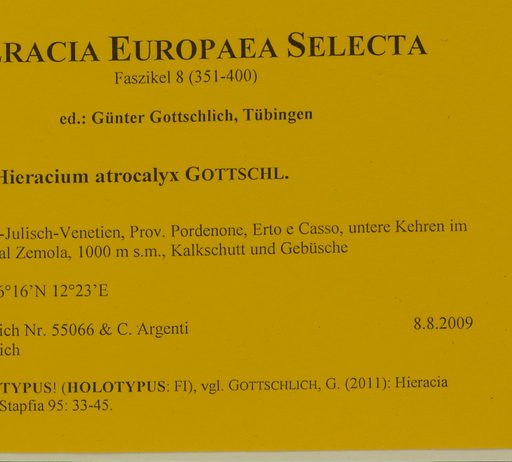 ERACIA EUROPAEA SELECTA
Faszikel 8 (351-400)
ed.: Günter Gottschlich, Tübingen
Hieracium atrocalyx GOTTSCHL.
-Julisch-Venetien, Prov. Pordenone, Erto e Casso, untere Kehren im
al Zemola, 1000 m s.m., Kalkschutt und Gebüsche
6°16'N 12°23'E
ich Nr. 55066 & C. Argenti 8.8.2009
ich
TYPUS! (HOLOTYPUS: FI), vgl. GOTTSCHLICH, G. (2011): Hieracia
Stapfia 95: 33-45.